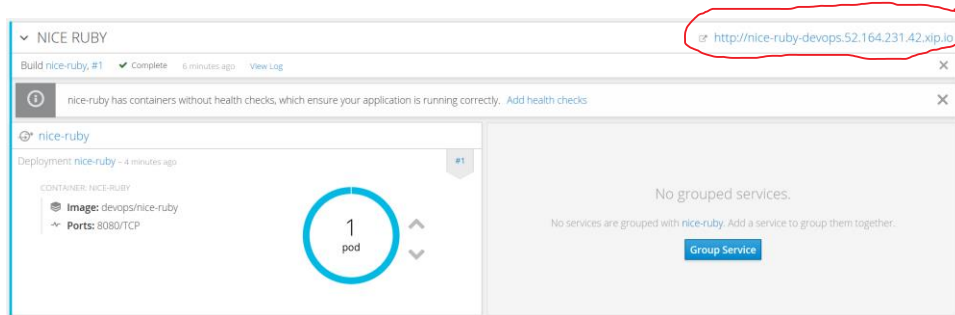 NICE RUBY
http://nice-ruby-devops.52.164.231.42.xip.io
Build nice-ruby, #1 Complete 6 minutes ago View Log
nice-ruby has containers without health checks, which ensure your application is running correctly. Add health checks
nice-ruby
Deployment nice-ruby - 4 minutes ago
#1
CONTAINER: NICE-RUBY
Image: devops/nice-ruby
Ports: 8080/TCP
1
pod
No grouped services.
No services are grouped with nice-ruby. Add a service to group them together.
Group Service